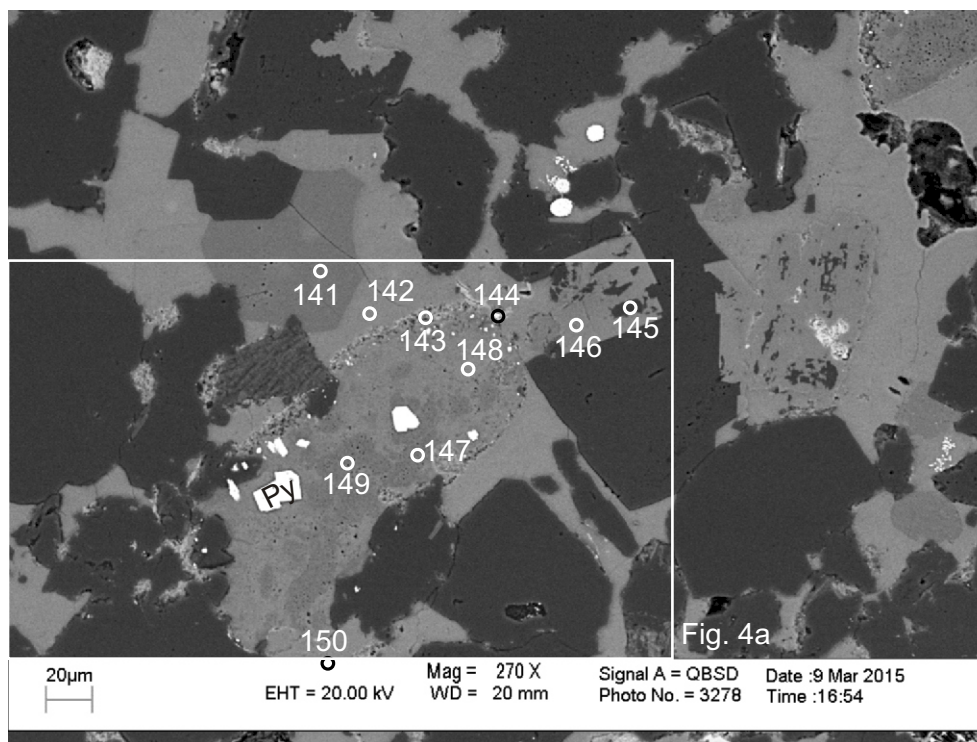 141
142
143
144
145
146
148
147
149
Py
150
Fig. 4a
20µm
EHT = 20.00 kV
Mag = 270 X
WD = 20 mm
Signal A = QBSD
Photo No. = 3278
Date :9 Mar 2015
Time :16:54